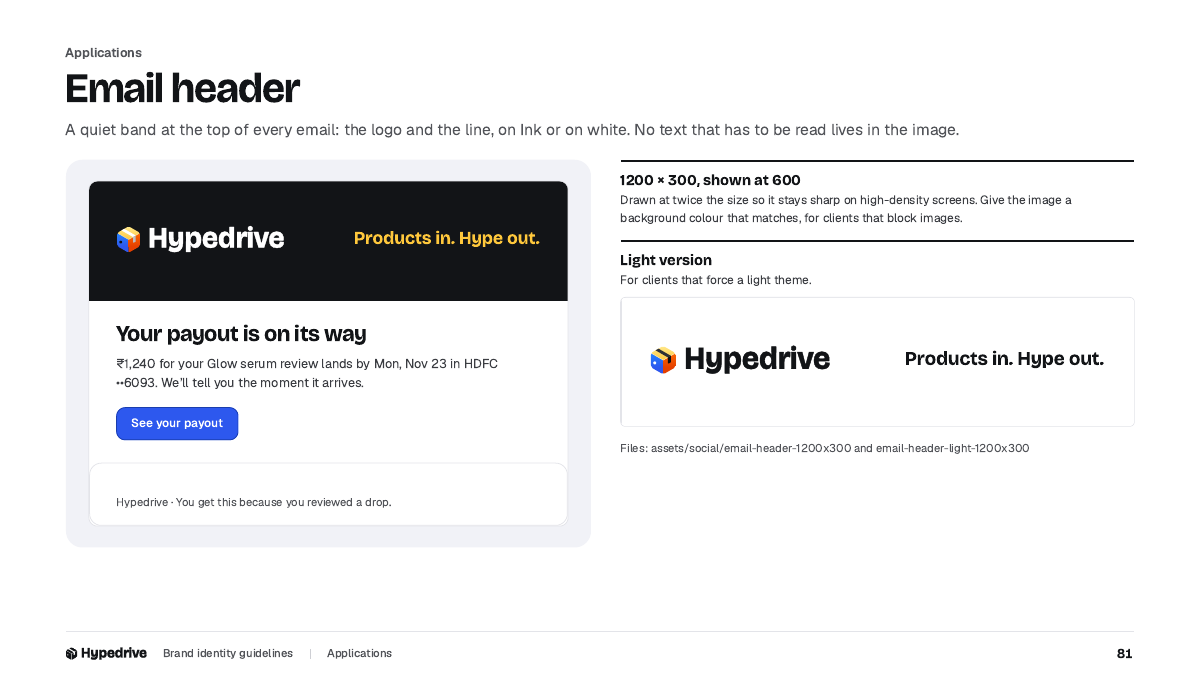 Applications
Email header
A quiet band at the top of every email: the logo and the line, on Ink or on white. No text that has to be read lives in the image.
Hypedrive
Products in. Hype out.
Your payout is on its way
₹1,240 for your Glow serum review lands by Mon, Nov 23 in HDFC
••6093. We'll tell you the moment it arrives.
See your payout
Hypedrive · You get this because you reviewed a drop.
1200 × 300, shown at 600
Drawn at twice the size so it stays sharp on high-density screens. Give the image a
background colour that matches, for clients that block images.
Light version
For clients that force a light theme.
Hypedrive
Products in. Hype out.
Files: assets/social/email-header-1200x300 and email-header-light-1200x300
Hypedrive
Brand identity guidelines
Applications
81